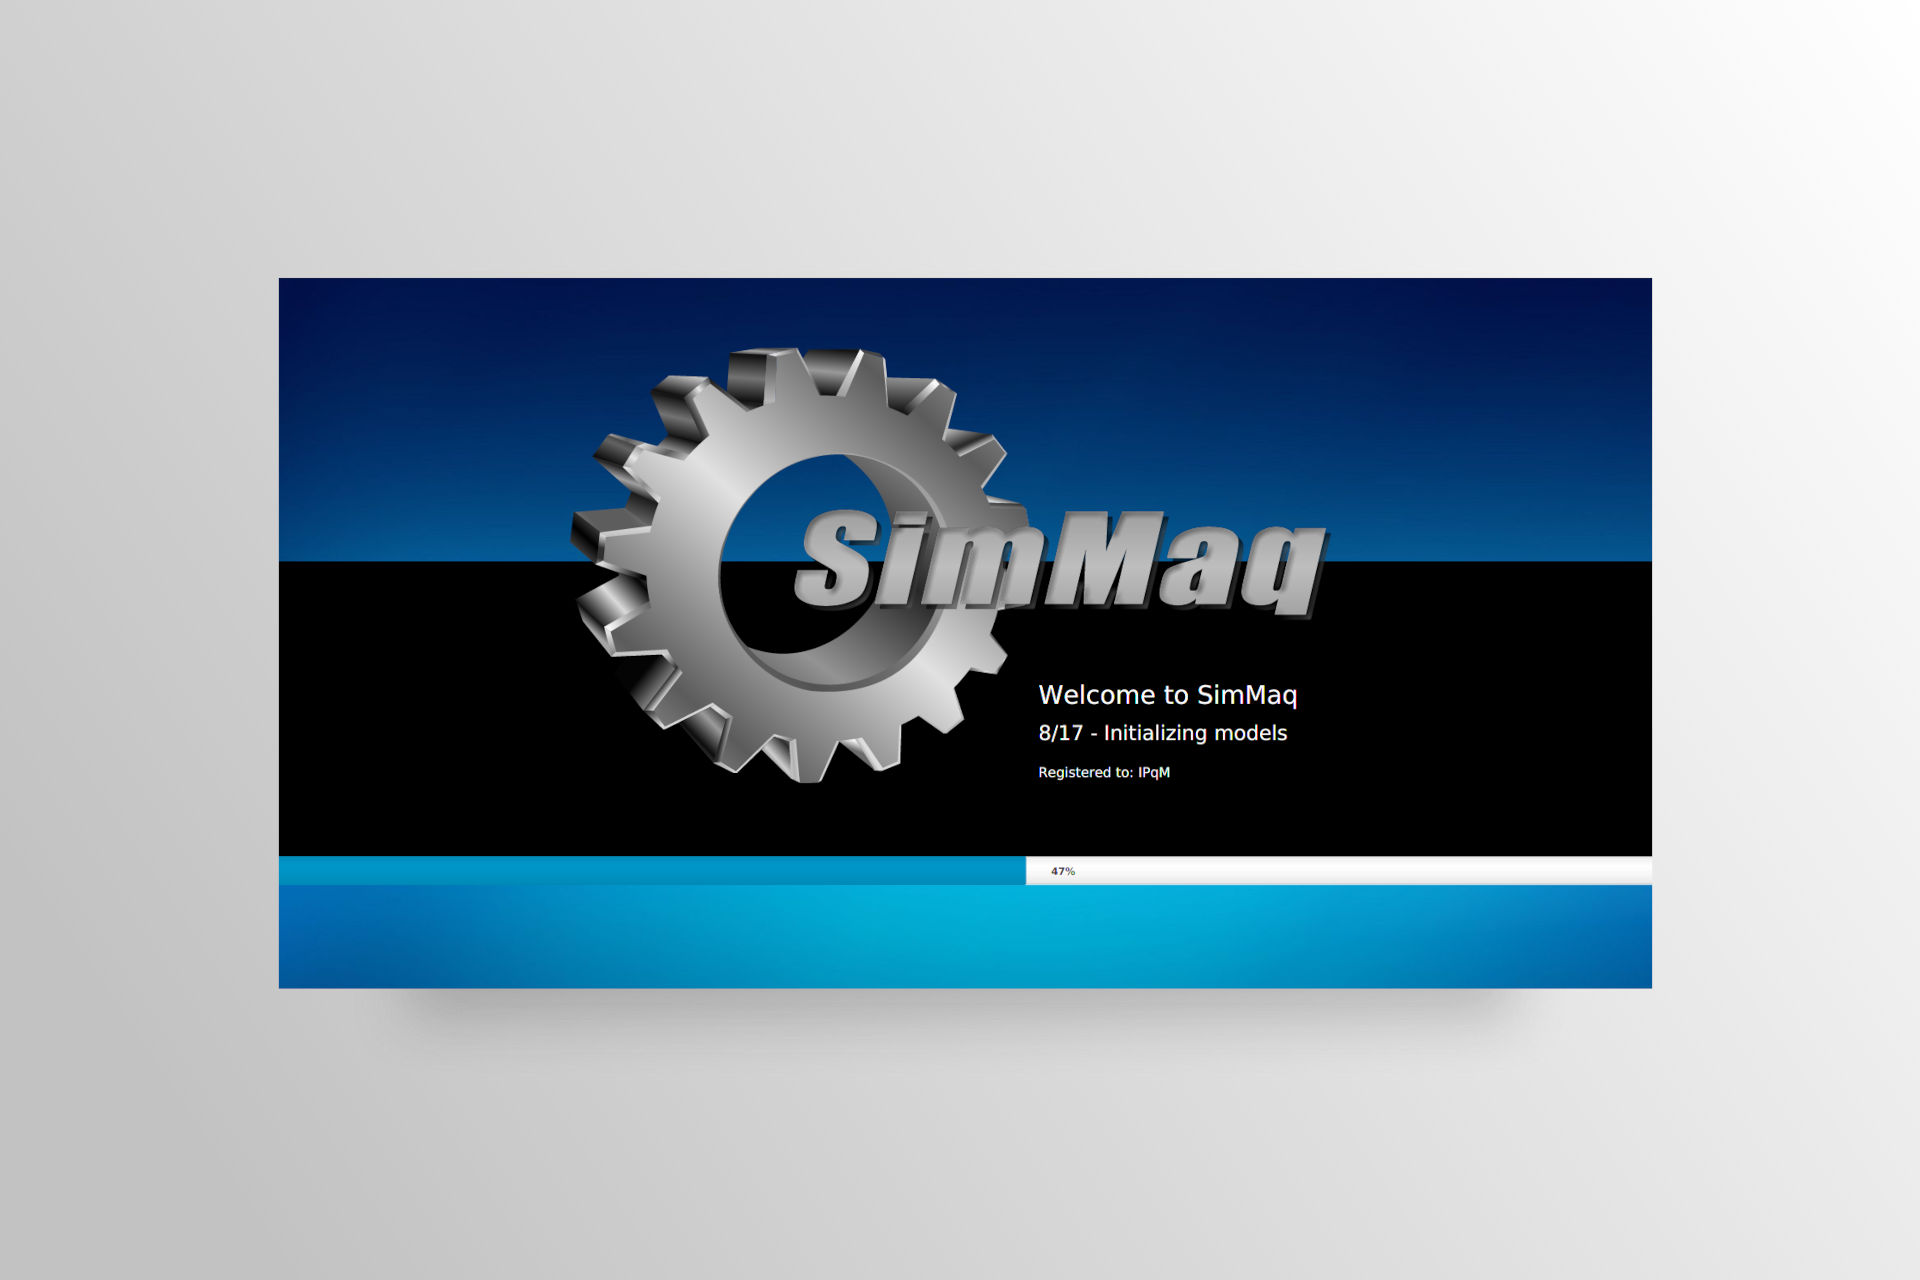 SimMaq
Welcome to SimMaq
8/17 - Initializing models
Registered to: IPqM
47%